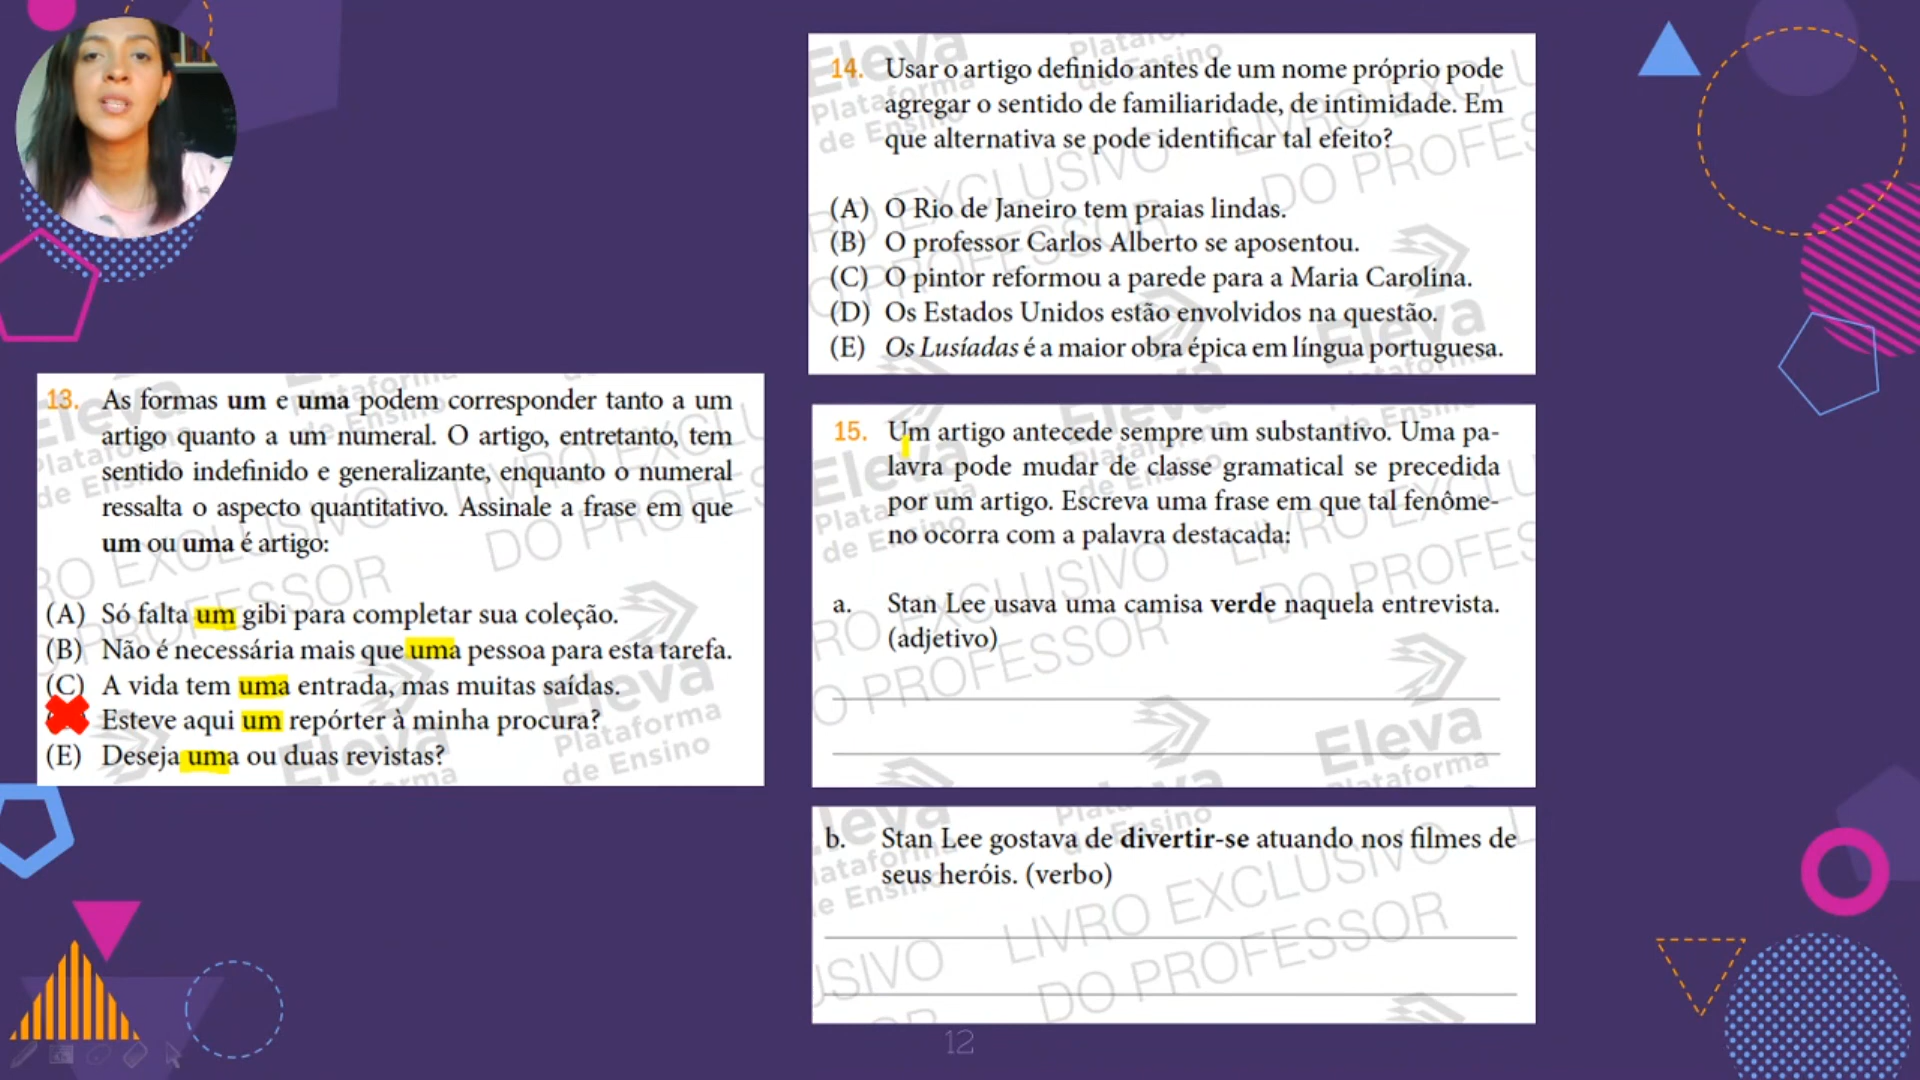 13. As formas um e uma podem corresponder tanto a um
artigo quanto a um numeral. O artigo, entretanto, tem
sentido indefinido e generalizante, enquanto o numeral
ressalta o aspecto quantitativo. Assinale a frase em que
um ou uma é artigo:
(A) Só falta um gibi para completar sua coleção.
(B) Não é necessária mais que uma pessoa para esta tarefa.
(C) A vida tem uma entrada, mas muitas saídas.
Esteve aqui um repórter à minha procura?
(E) Deseja uma ou duas revistas?
14. Usar o artigo definido antes de um nome próprio pode
agregar o sentido de familiaridade, de intimidade. Em
que alternativa se pode identificar tal efeito?
(A) O Rio de Janeiro tem praias lindas.
(B) O professor Carlos Alberto se aposentou.
(C) O pintor reformou a parede para a Maria Carolina.
(D) Os Estados Unidos estão envolvidos na questão.
(E) Os Lusíadas é a maior obra épica em língua portuguesa.
15. Um artigo antecede sempre um substantivo. Uma pa-
lavra pode mudar de classe gramatical se precedida
por um artigo. Escreva uma frase em que tal fenôme-
no ocorra com a palavra destacada:
a. Stan Lee usava uma camisa verde naquela entrevista.
(adjetivo)
b. Stan Lee gostava de divertir-se atuando nos filmes de
seus heróis. (verbo)
Eleva
Plataforma
de Ensino
LIVRO EXCLUSIVO
DO PROFESSOR
12